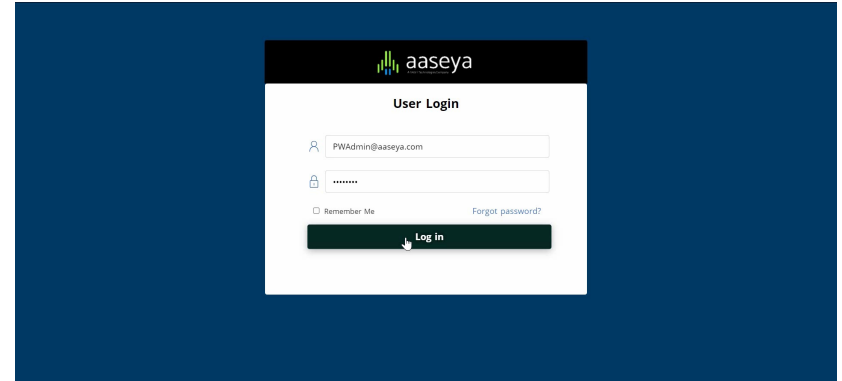 aaseya
User Login
PWAdmin@aaseya.com
••••••••
Remember Me
Forgot password?
Log in